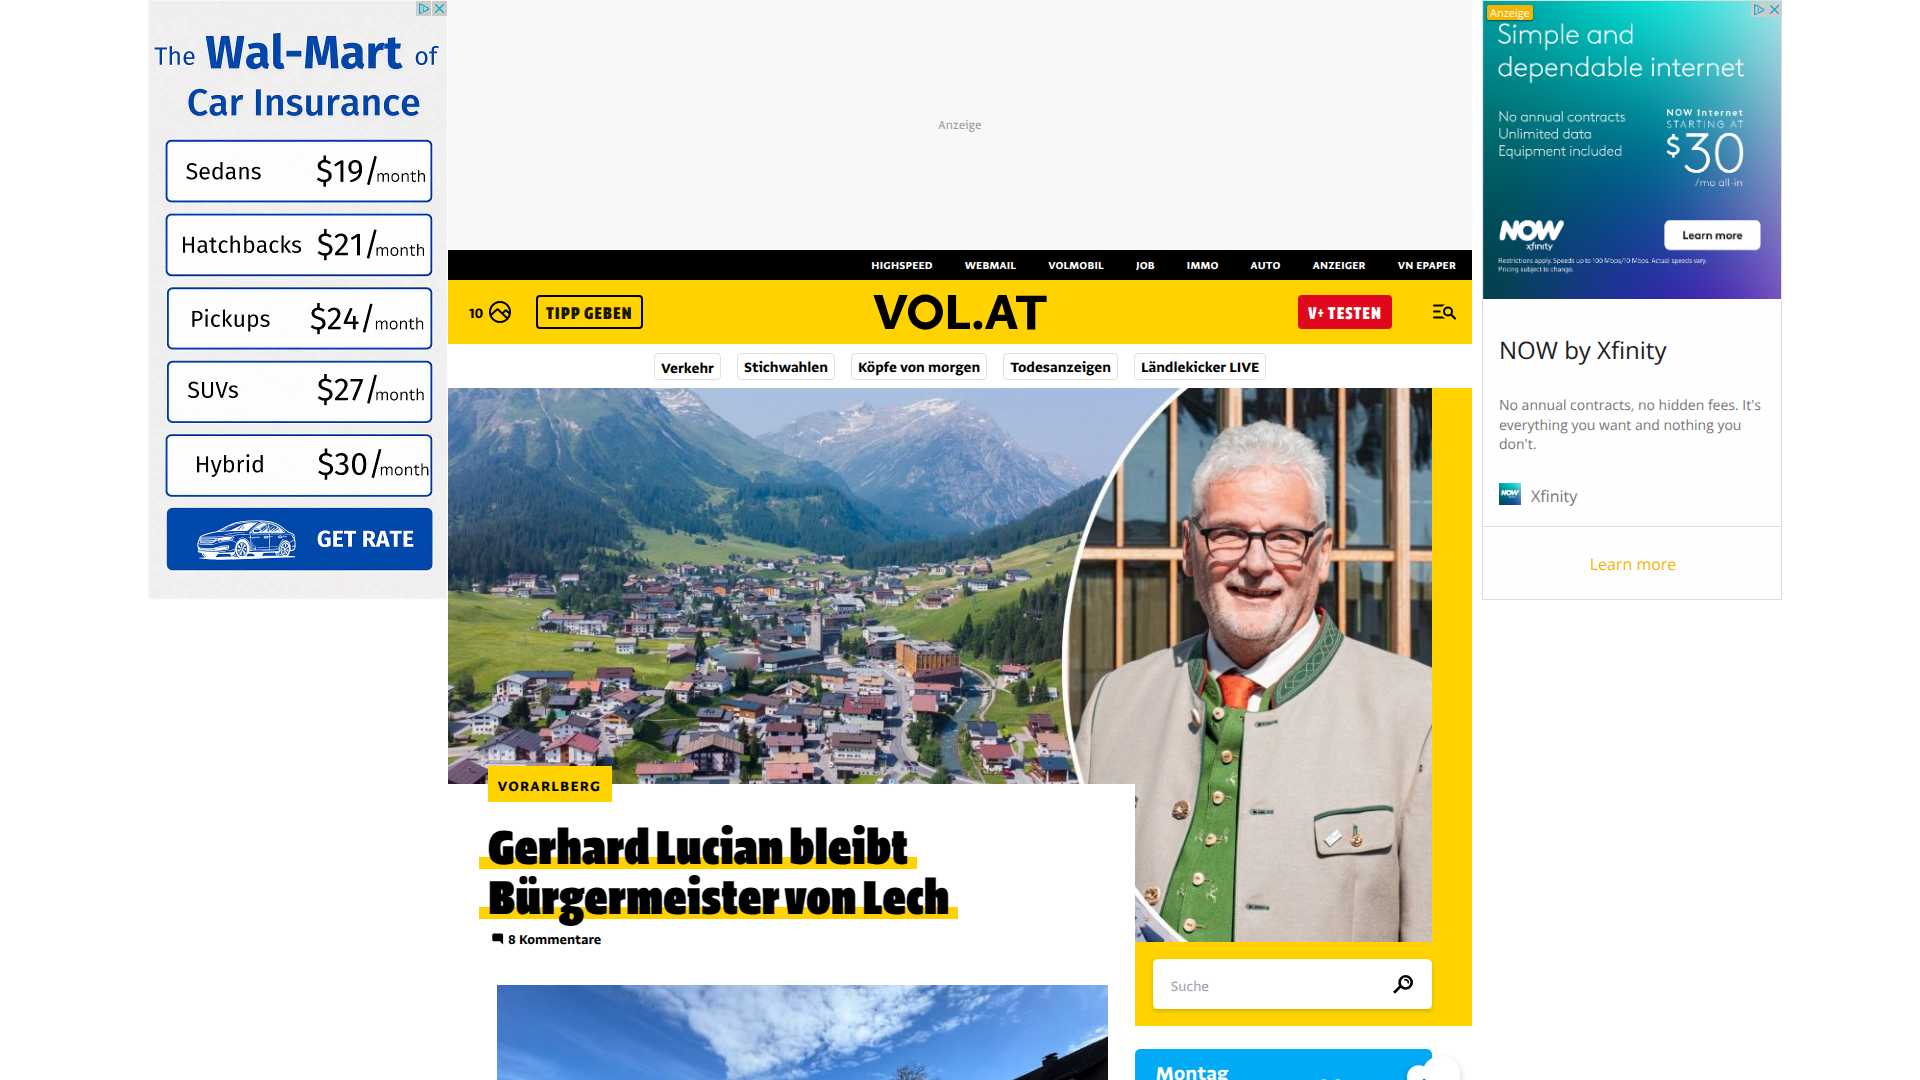 The Wal-Mart of
Car Insurance
Sedans $19/month
Hatchbacks $21/month
Pickups $24/month
SUVs $27/month
Hybrid $30/month
GET RATE
Anzeige
HIGHSPEED WEBMAIL VOLMOBIL JOB IMMO AUTO ANZEIGER VN EPAPER
10 TIPP GEBEN VOL.AT V+ TESTEN
Verkehr Stichwahlen Köpfe von morgen Todesanzeigen Ländlekicker LIVE
VORARLBERG
Gerhard Lucian bleibt
Bürgermeister von Lech
8 Kommentare
Suche
Montag
Anzeige
Simple and
dependable internet
No annual contracts
Unlimited data
Equipment included
NOW Internet
STARTING AT
$30
/mo all-in
NOW
xfinity
Learn more
Restrictions apply. Speeds up to 100 Mbps/10 Mbps. Actual speeds vary.
Pricing subject to change.
NOW by Xfinity
No annual contracts, no hidden fees. It's
everything you want and nothing you
don't.
NOW Xfinity
Learn more